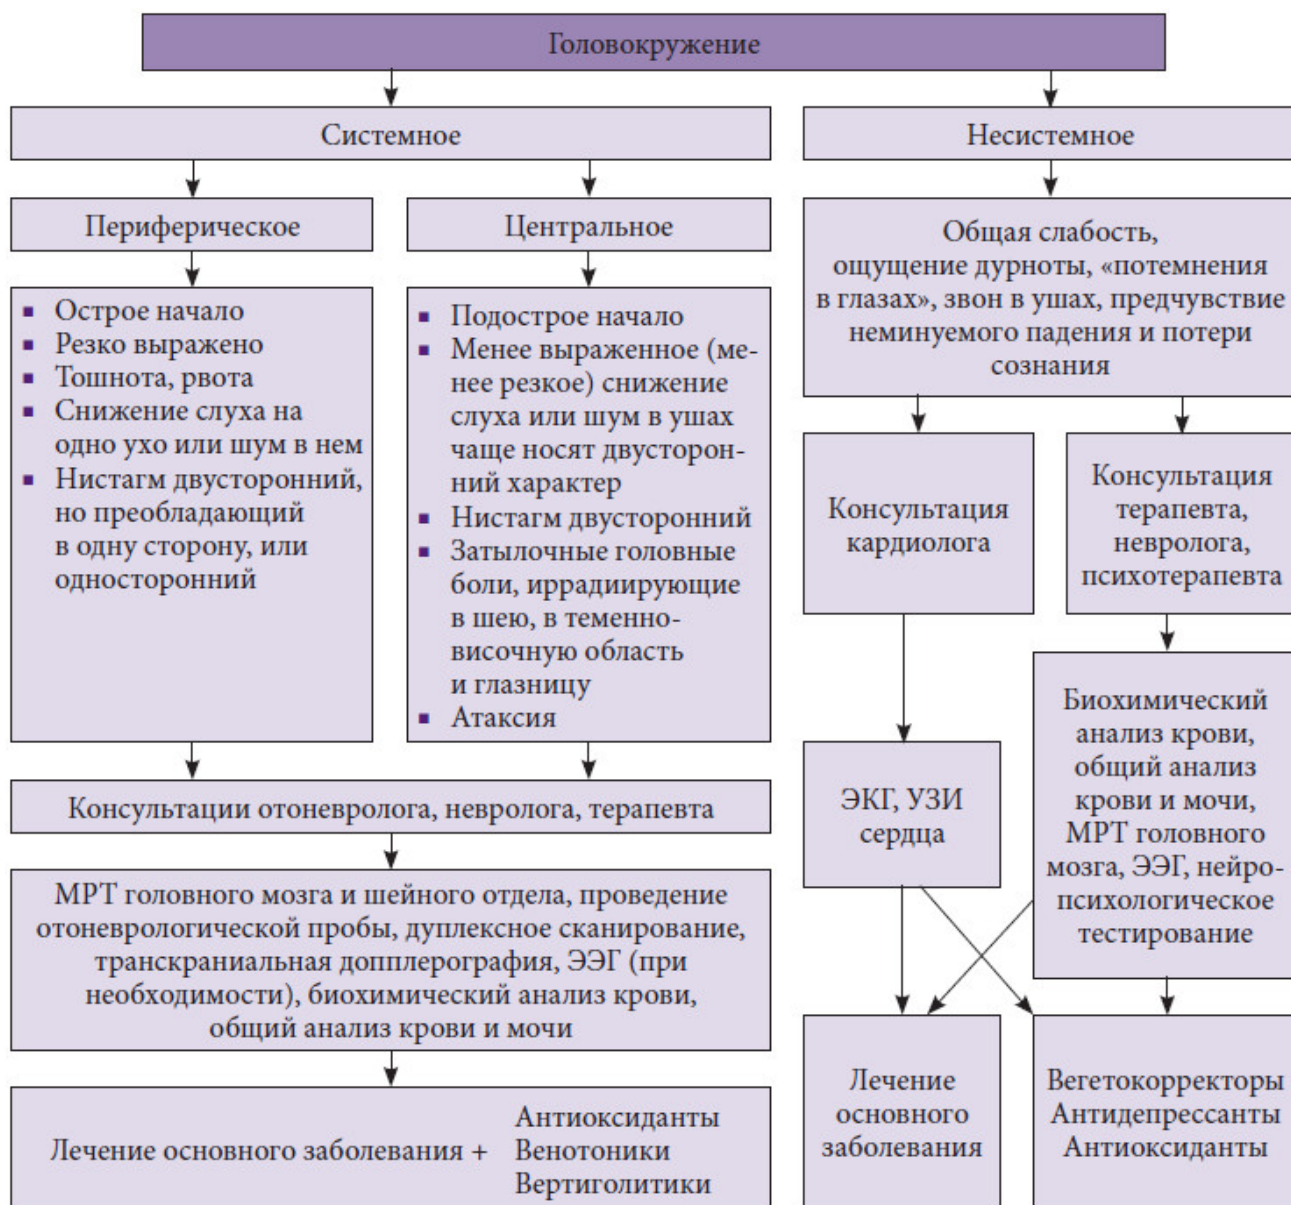 Головокружение
Системное
Несистемное
Периферическое
Центральное
Общая слабость,
ощущение дурноты, «потемнения
в глазах», звон в ушах, предчувствие
неминуемого падения и потери
сознания
▪ Острое начало
▪ Резко выражено
▪ Тошнота, рвота
▪ Снижение слуха на
одно ухо или шум в нем
▪ Нистагм двусторонний,
но преобладающий
в одну сторону, или
односторонний
▪ Подострое начало
▪ Менее выраженное (ме-
нее резкое) снижение
слуха или шум в ушах
чаще носят двусторон-
ний характер
▪ Нистагм двусторонний
▪ Затылочные головные
боли, иррадиирующие
в шею, в теменно-
височную область
и глазницу
▪ Атаксия
Консультация
кардиолога
Консультация
терапевта,
невролога,
психотерапевта
Консультации отоневролога, невролога, терапевта
ЭКГ, УЗИ
сердца
Биохимический
анализ крови,
общий анализ
крови и мочи,
МРТ головного
мозга, ЭЭГ, нейро-
психологическое
тестирование
МРТ головного мозга и шейного отдела, проведение
отоневрологической пробы, дуплексное сканирование,
транскраниальная допплерография, ЭЭГ (при
необходимости), биохимический анализ крови,
общий анализ крови и мочи
Лечение основного заболевания +
Антиоксиданты
Венотоники
Вертиголитики
Лечение
основного
заболевания
Вегетокорректоры
Антидепрессанты
Антиоксиданты